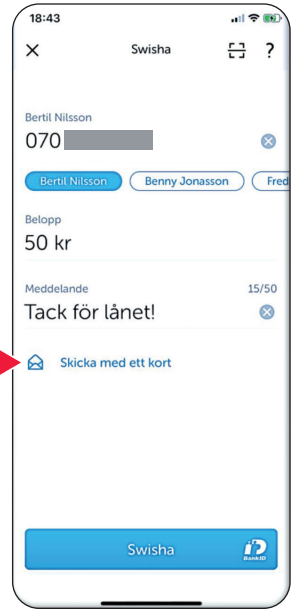 18:43
Swisha ?
Bertil Nilsson
070
Bertil Nilsson Benny Jonasson Fred
Belopp
50 kr
Meddelande 15/50
Tack för lånet!
Skicka med ett kort
Swisha BankID